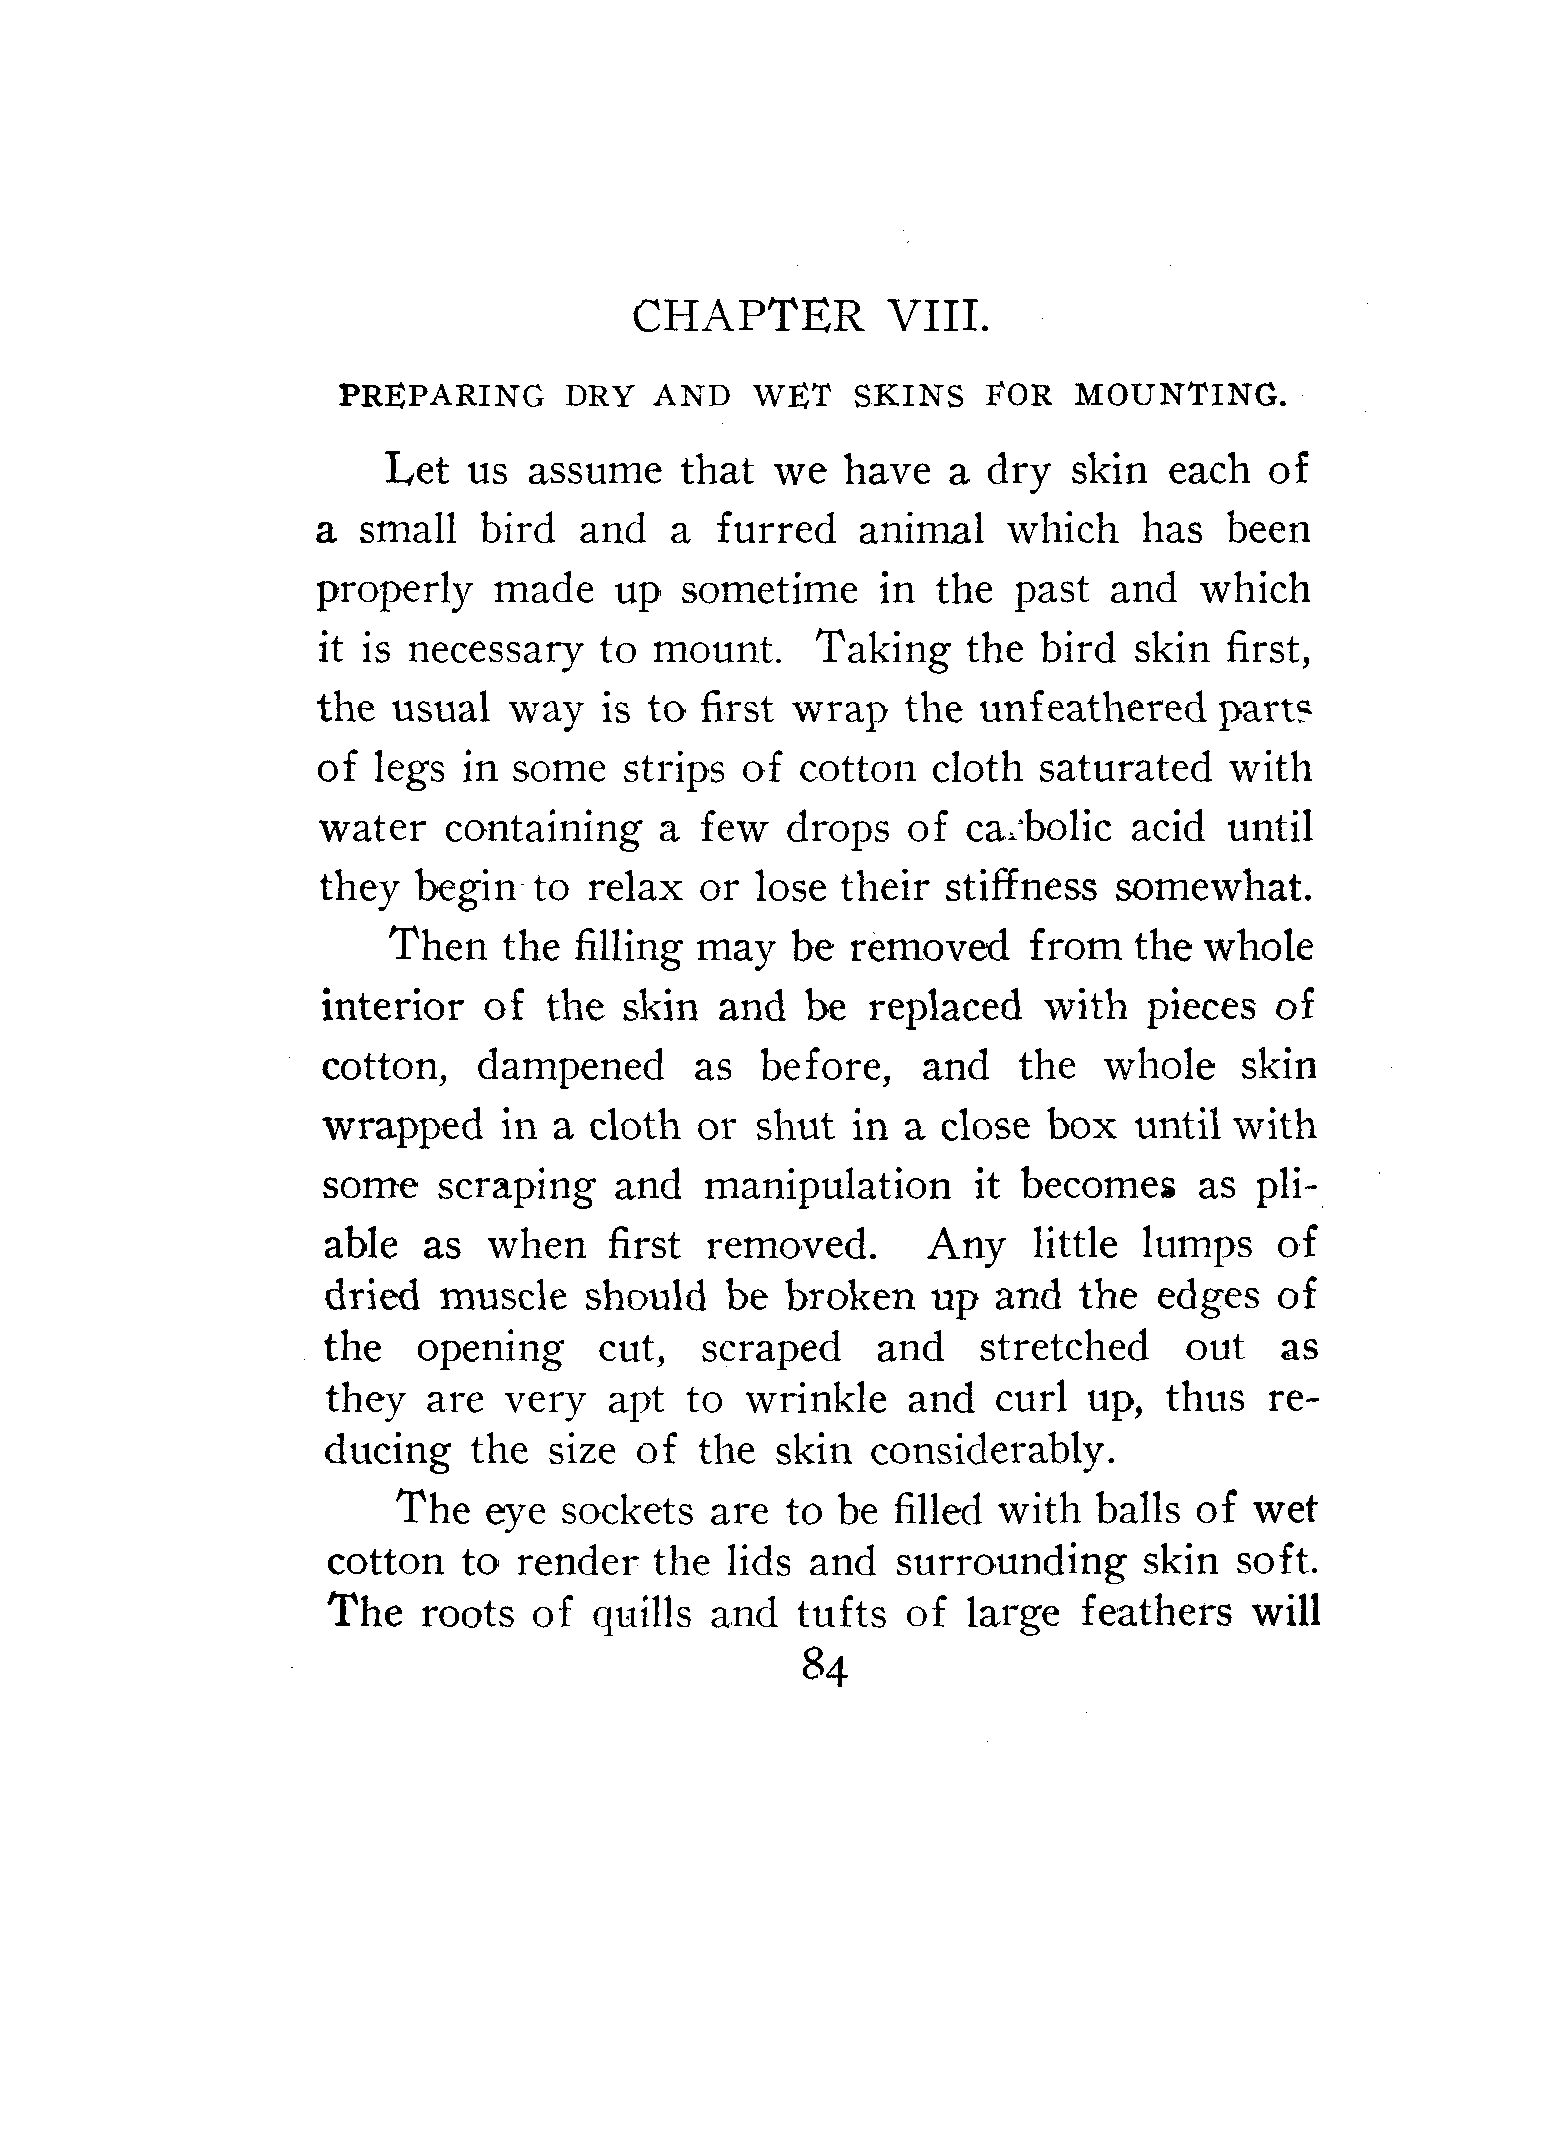 CHAPTER VIII.
PREPARING DRY AND WET SKINS FOR MOUNTING.
Let us assume that we have a dry skin each of
a small bird and a furred animal which has been
properly made up sometime in the past and which
it is necessary to mount. Taking the bird skin first,
the usual way is to first wrap the unfeathered parts
of legs in some strips of cotton cloth saturated with
water containing a few drops of carbolic acid until
they begin to relax or lose their stiffness somewhat.
Then the filling may be removed from the whole
interior of the skin and be replaced with pieces of
cotton, dampened as before, and the whole skin
wrapped in a cloth or shut in a close box until with
some scraping and manipulation it becomes as pli-
able as when first removed. Any little lumps of
dried muscle should be broken up and the edges of
the opening cut, scraped and stretched out as
they are very apt to wrinkle and curl up, thus re-
ducing the size of the skin considerably.
The eye sockets are to be filled with balls of wet
cotton to render the lids and surrounding skin soft.
The roots of quills and tufts of large feathers will
84